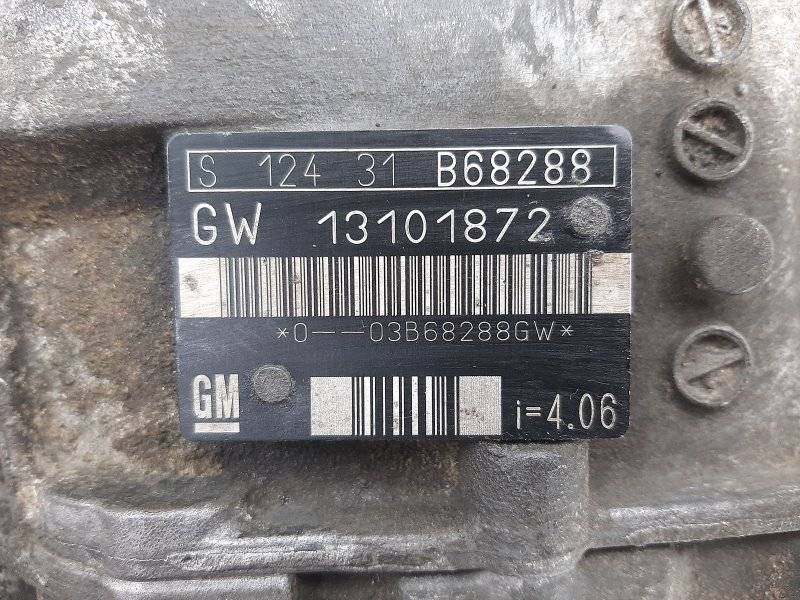 S 124 31 B68288
GW 13101872
*0——03B68288GW*
GM i=4.06